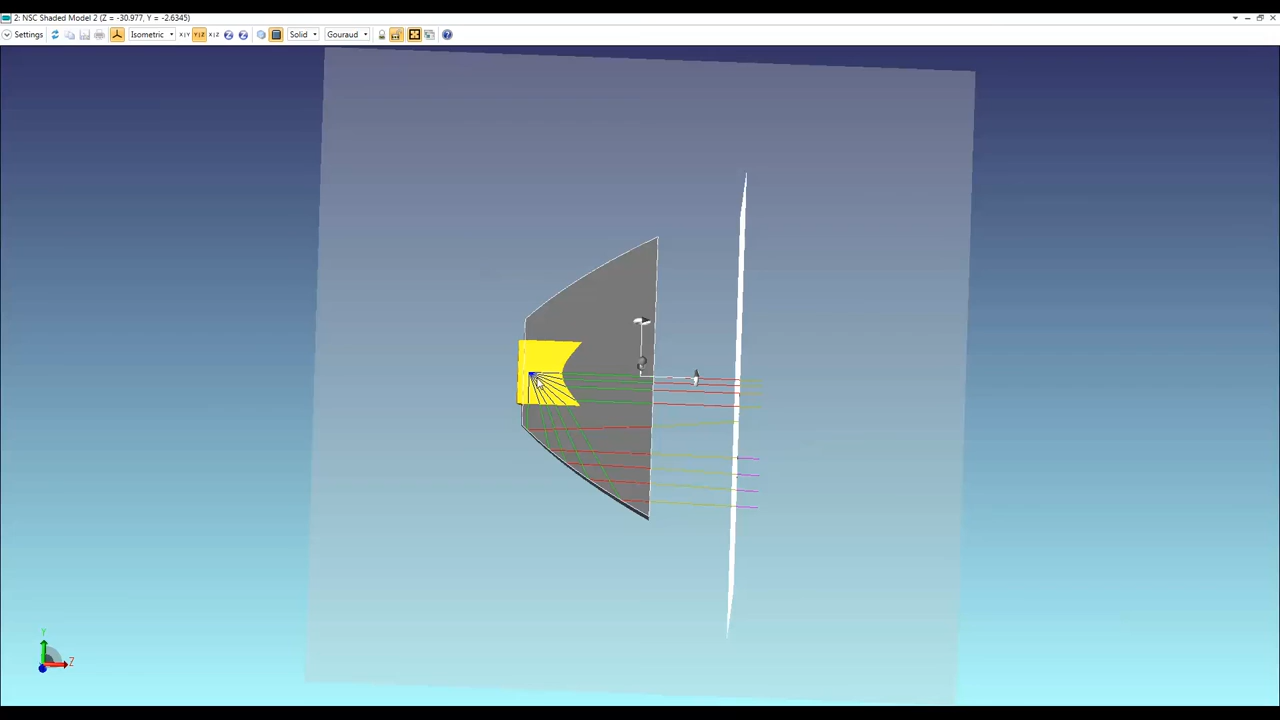 2: NSC Shaded Model 2 (Z = -30.977, Y = -2.6345)
Settings Isometric X|Y Y|Z X|Z Solid Gouraud
Y
Z